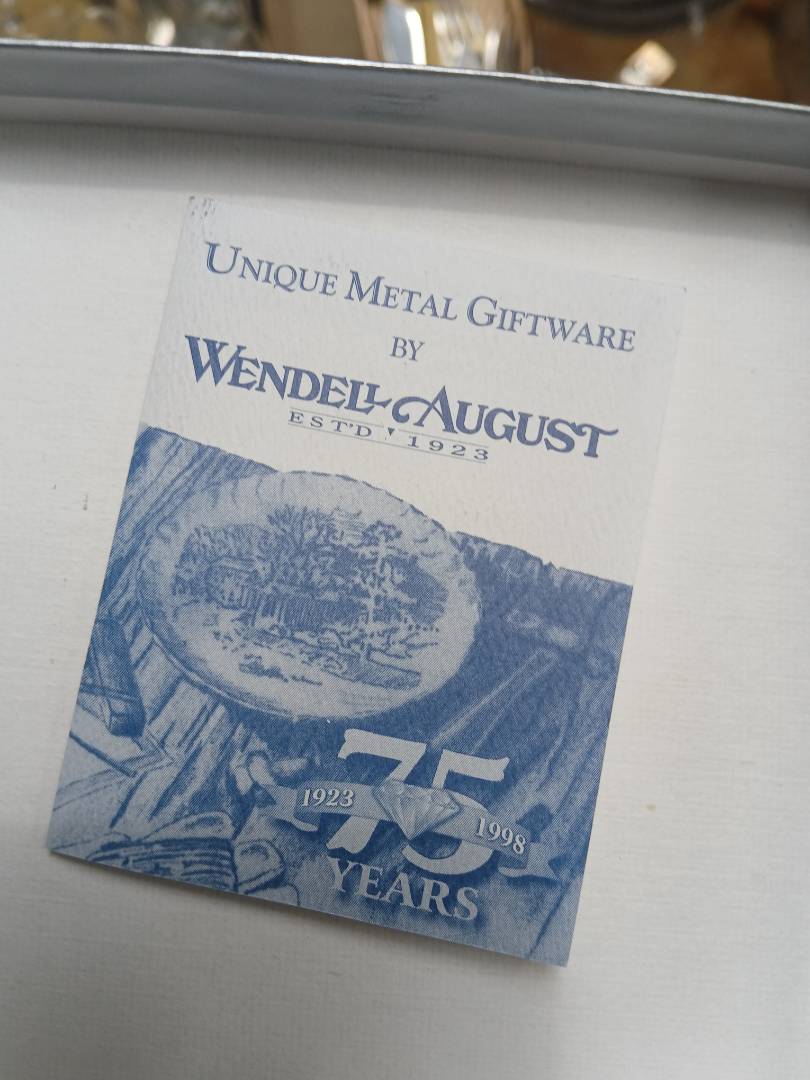 UNIQUE METAL GIFTWARE
BY
WENDELL AUGUST
EST'D 1923
75
1923 1998
YEARS